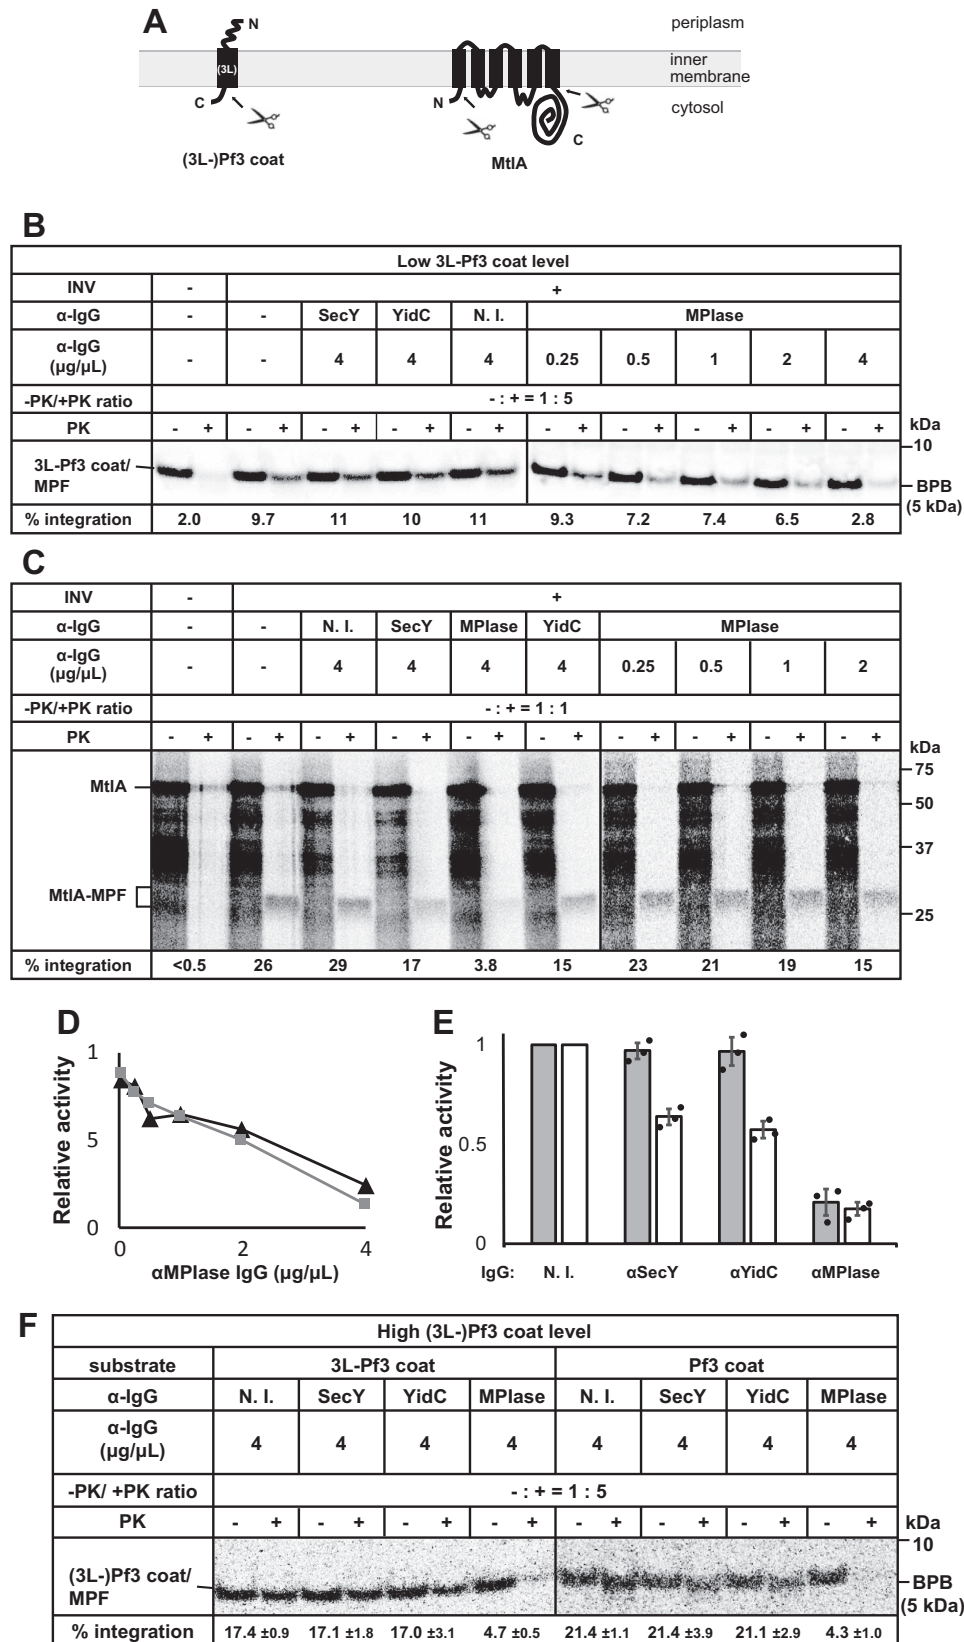 A
N
periplasm
(3L)
inner
membrane
C
N
cytosol
C
(3L-)Pf3 coat
MtlA
B
Low 3L-Pf3 coat level
INV - +
α-IgG - - SecY YidC N. I. MPIase
α-IgG
(μg/μL) - - 4 4 4 0.25 0.5 1 2 4
-PK/+PK ratio - : + = 1 : 5
PK - + - + - + - + - + - + - + - + - + - + kDa
10
3L-Pf3 coat/
MPF
BPB
(5 kDa)
% integration 2.0 9.7 11 10 11 9.3 7.2 7.4 6.5 2.8
C
INV - +
α-IgG - - N. I. SecY MPIase YidC MPIase
α-IgG
(μg/μL) - - 4 4 4 4 0.25 0.5 1 2
-PK/+PK ratio - : + = 1 : 1
PK - + - + - + - + - + - + - + - + - + - + kDa
75
MtlA
50
37
MtlA-MPF
25
% integration <0.5 26 29 17 3.8 15 23 21 19 15
D
Relative activity
1
5
0
0 2 4
αMPIase IgG (μg/μL)
E
Relative activity
1
0.5
0
IgG: N. I. αSecY αYidC αMPIase
F
High (3L-)Pf3 coat level
substrate 3L-Pf3 coat Pf3 coat
α-IgG N. I. SecY YidC MPIase N. I. SecY YidC MPIase
α-IgG
(μg/μL) 4 4 4 4 4 4 4 4
-PK/ +PK ratio - : + = 1 : 5
PK - + - + - + - + - + - + - + - + kDa
10
(3L-)Pf3 coat/
MPF
BPB
(5 kDa)
% integration 17.4 ±0.9 17.1 ±1.8 17.0 ±3.1 4.7 ±0.5 21.4 ±1.1 21.4 ±3.9 21.1 ±2.9 4.3 ±1.0